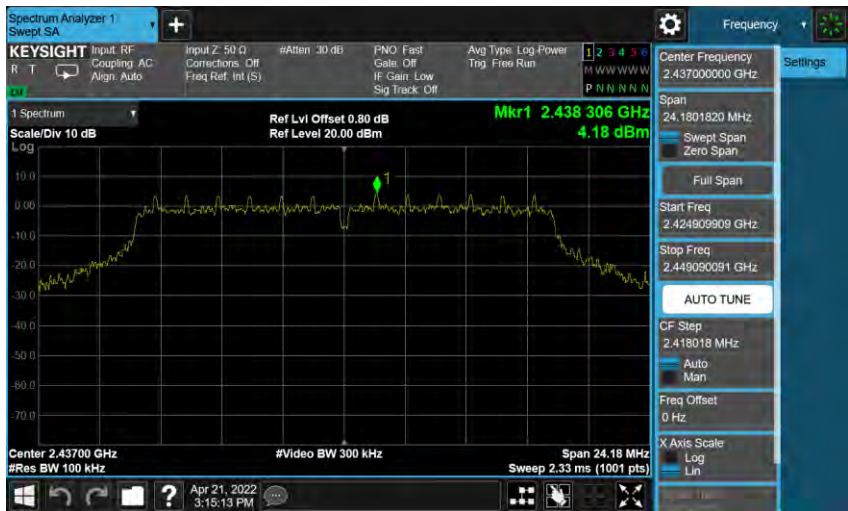 Spectrum Analyzer 1
Swept SA
Frequency
KEYSIGHT
R T
Input: RF
Coupling: AC
Align: Auto
Input Z: 50 Ω
Corrections: Off
Freq Ref: Int (S)
#Atten: 30 dB
PNO: Fast
Gate: Off
IF Gain: Low
Sig Track: Off
Avg Type: Log-Power
Trig: Free Run
1 2 3 4 5 6
M W W W W W
P N N N N N
1 Spectrum
Scale/Div 10 dB
Log
Ref Lvl Offset 0.80 dB
Ref Level 20.00 dBm
Mkr1 2.438 306 GHz
4.18 dBm
10.0
0.00
-10.0
-20.0
-30.0
-40.0
-50.0
-60.0
-70.0
1
Center 2.43700 GHz
#Res BW 100 kHz
#Video BW 300 kHz
Span 24.18 MHz
Sweep 2.33 ms (1001 pts)
Apr 21, 2022
3:15:13 PM
Center Frequency
2.437000000 GHz
Span
24.1801820 MHz
Swept Span
Zero Span
Full Span
Start Freq
2.424909909 GHz
Stop Freq
2.449090091 GHz
AUTO TUNE
CF Step
2.418018 MHz
Auto
Man
Freq Offset
0 Hz
X Axis Scale
Log
Lin
Settings